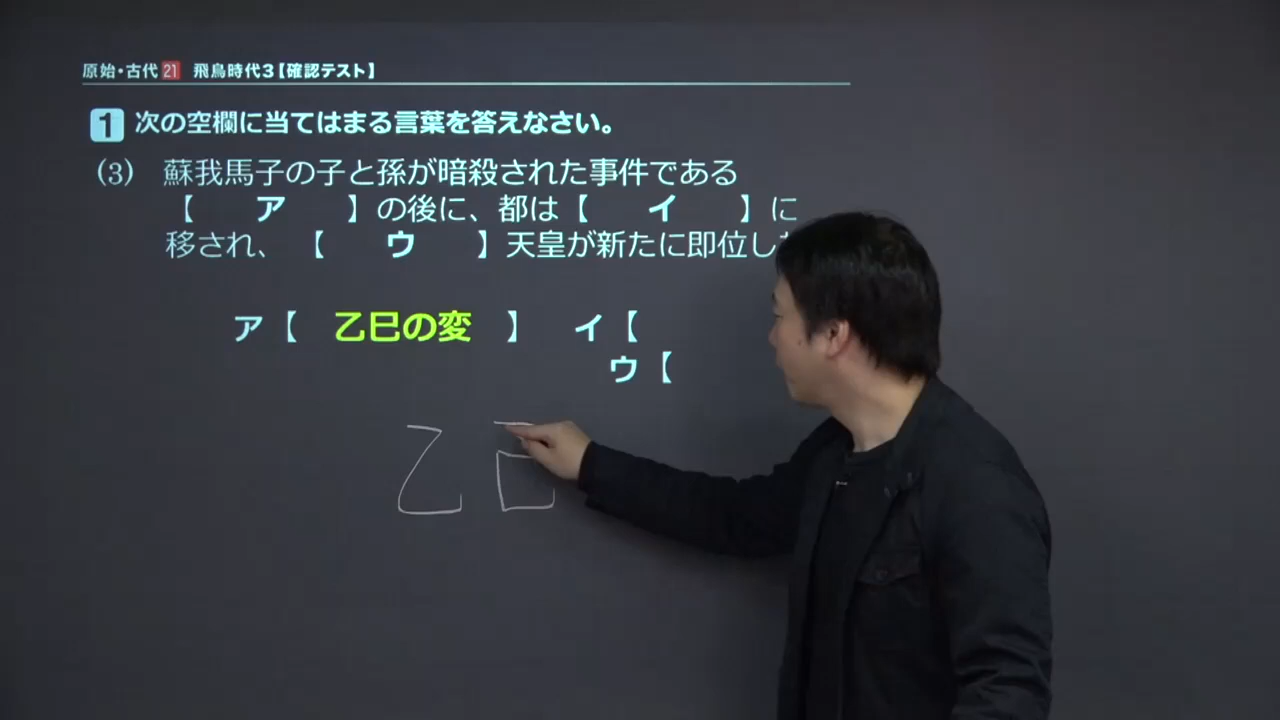 原始・古代21 飛鳥時代3【確認テスト】
1 次の空欄に当てはまる言葉を答えなさい。
(3) 蘇我馬子の子と孫が暗殺された事件である
【 ア 】の後に、都は【 イ 】に
移され、【 ウ 】天皇が新たに即位し
ア【 乙巳の変 】 イ【
ウ【
乙